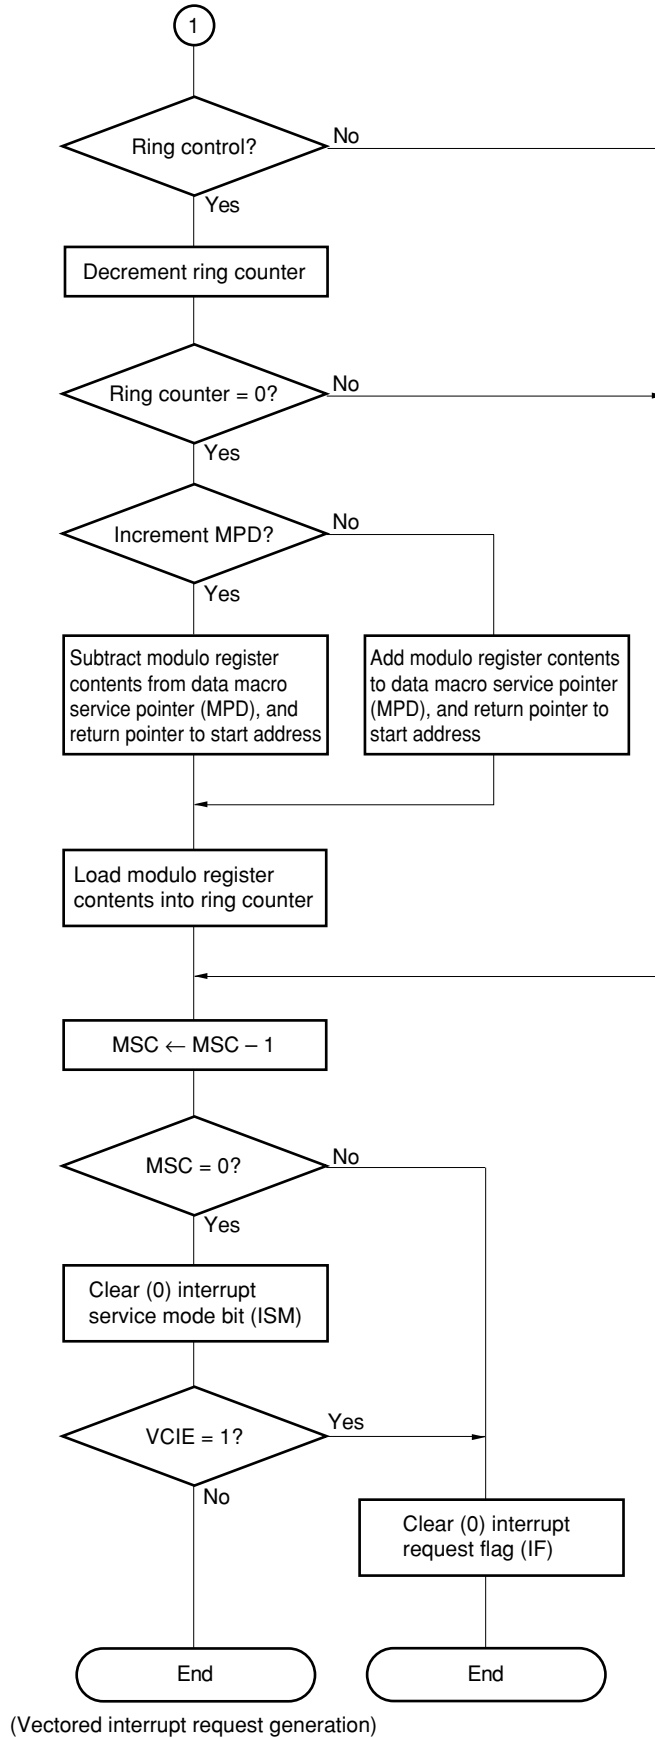 1
Ring control?
No
Yes
Decrement ring counter
Ring counter = 0?
No
Yes
Increment MPD?
No
Yes
Subtract modulo register
contents from data macro
service pointer (MPD), and
return pointer to start address
Add modulo register contents
to data macro service pointer
(MPD), and return pointer to
start address
Load modulo register
contents into ring counter
MSC ← MSC – 1
MSC = 0?
No
Yes
Clear (0) interrupt
service mode bit (ISM)
VCIE = 1?
Yes
No
Clear (0) interrupt
request flag (IF)
End
End
(Vectored interrupt request generation)